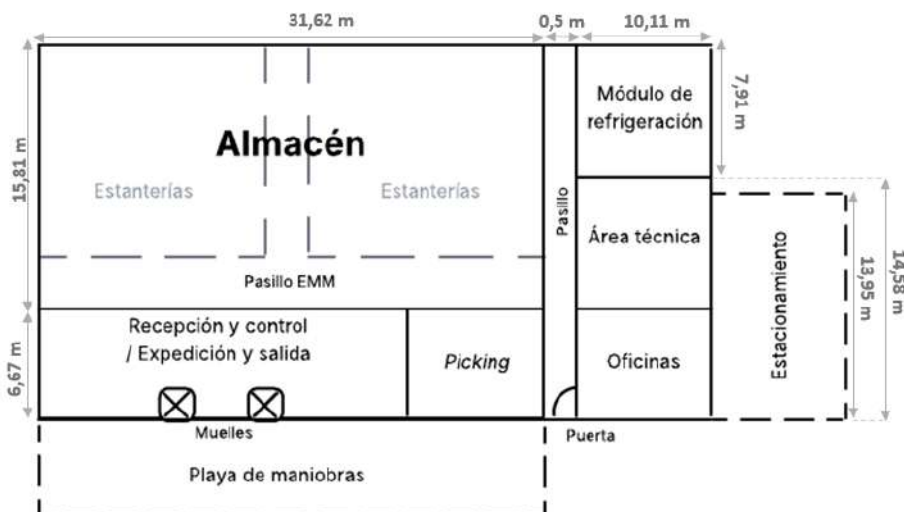 31,62 m
0,5 m
10,11 m
15,81 m
7,91 m
Módulo de
refrigeración
Almacén
Estanterías
Estanterías
Pasillo
Área técnica
Estacionamiento
13,95 m
14,58 m
Pasillo EMM
Recepción y control
/ Expedición y salida
Picking
Oficinas
6,67 m
Muelles
Puerta
Playa de maniobras